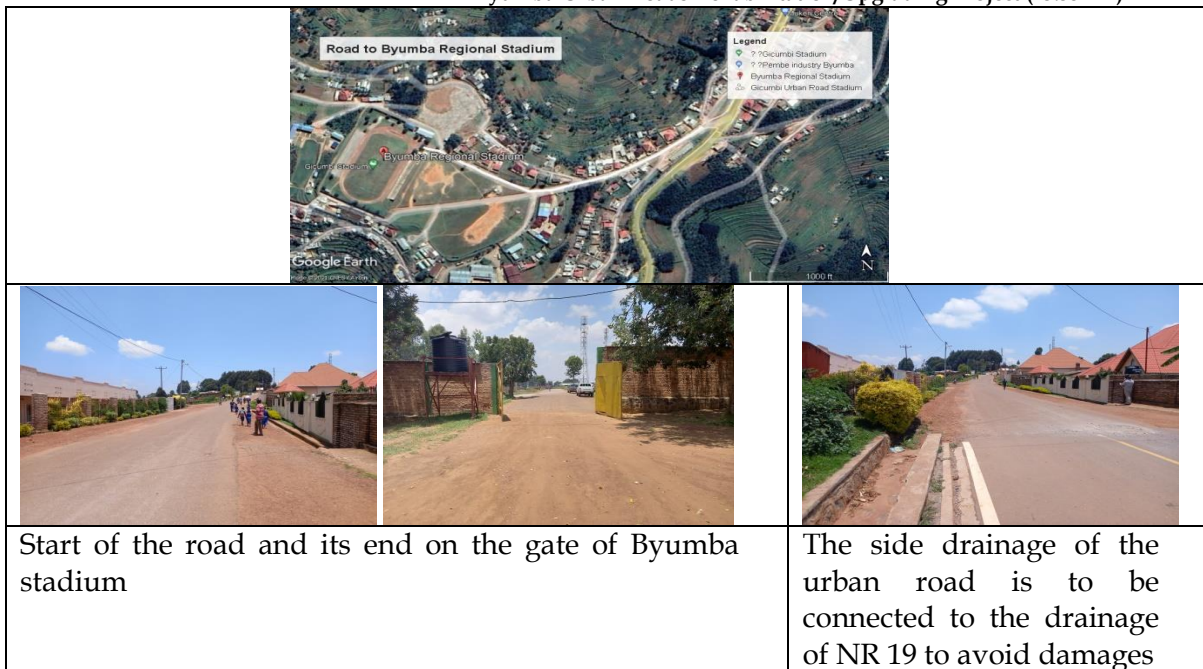 Road to Byumba Regional Stadium
Legend
? ?Gicumbi Stadium
? ?Pembe industry Byumba
Byumba Regional Stadium
Gicumbi Urban Road Stadium
Byumba Regional Stadium
Gicumbi Stadium
Google Earth
N
1000 ft
Start of the road and its end on the gate of Byumba
stadium
The side drainage of the
urban road is to be
connected to the drainage
of NR 19 to avoid damages